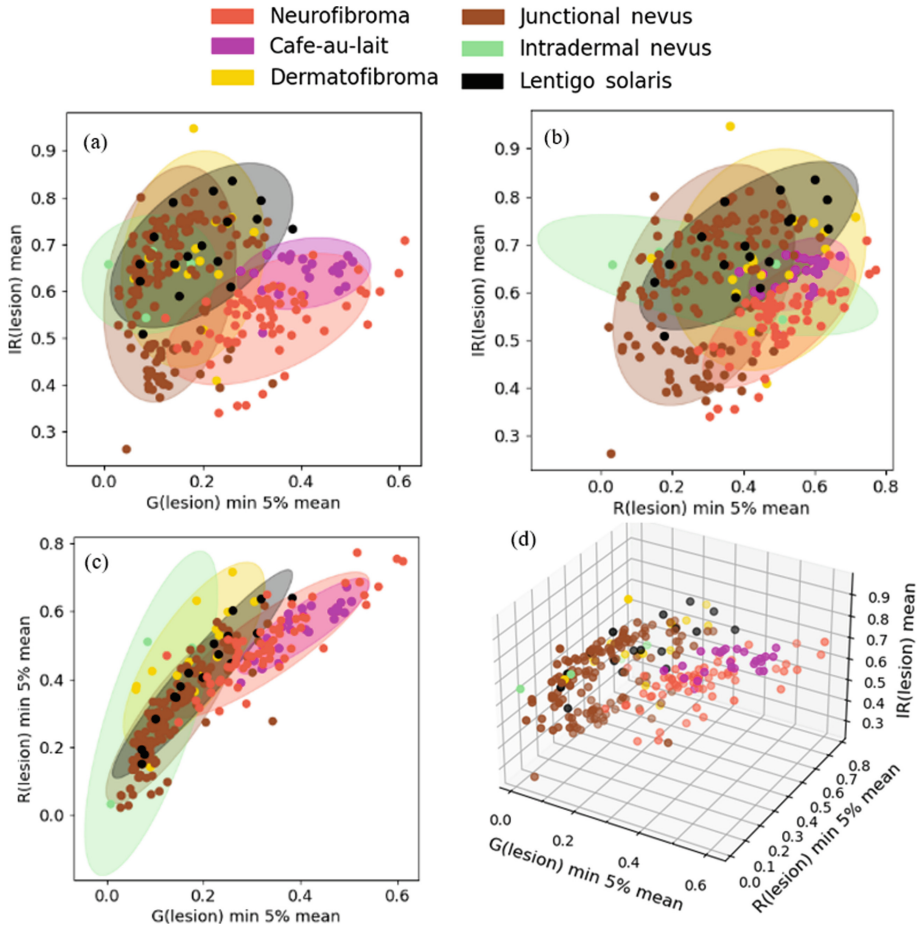 Neurofibroma
Cafe-au-lait
Dermatofibroma
Junctional nevus
Intradermal nevus
Lentigo solaris
(a)
0.9
0.8
0.7
0.6
0.5
0.4
0.3
IR(lesion) mean
0.0 0.2 0.4 0.6
G(lesion) min 5% mean
(b)
0.9
0.8
0.7
0.6
0.5
0.4
0.3
IR(lesion) mean
0.0 0.2 0.4 0.6 0.8
R(lesion) min 5% mean
(c)
0.8
0.6
0.4
0.2
0.0
R(lesion) min 5% mean
0.0 0.2 0.4 0.6
G(lesion) min 5% mean
(d)
0.9
0.8
0.7
0.6
0.5
0.4
0.3
IR(lesion) mean
0.8
0.7
0.6
0.5
0.4
0.3
0.2
0.1
0.0
R(lesion) min 5% mean
0.0 0.2 0.4 0.6
G(lesion) min 5% mean